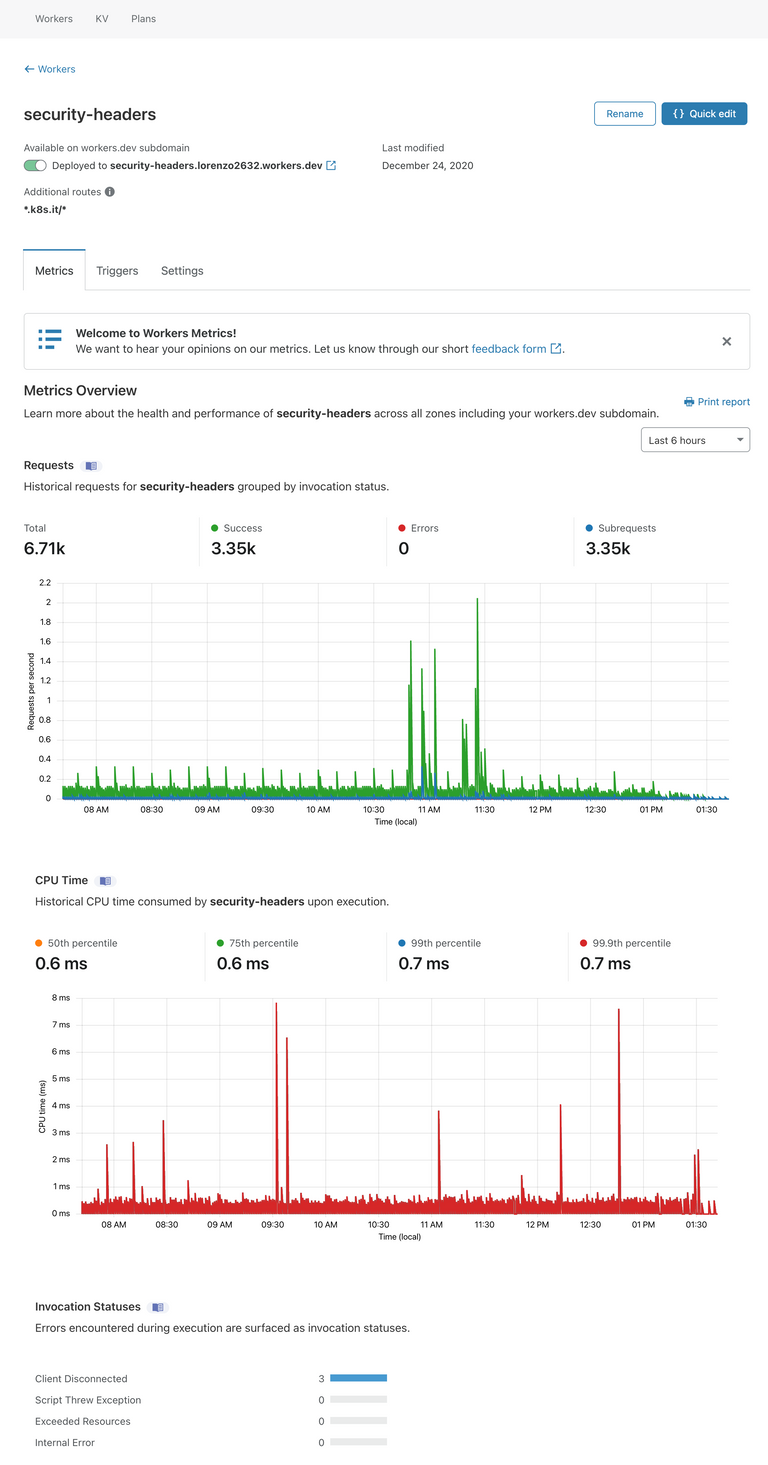 Workers KV Plans
← Workers
security-headers
Rename
{ } Quick edit
Available on workers.dev subdomain
Last modified
Deployed to security-headers.lorenzo2632.workers.dev
December 24, 2020
Additional routes
*.k8s.it/*
Metrics Triggers Settings
Welcome to Workers Metrics!
We want to hear your opinions on our metrics. Let us know through our short feedback form.
Metrics Overview
Print report
Learn more about the health and performance of security-headers across all zones including your workers.dev subdomain.
Last 6 hours
Requests
Historical requests for security-headers grouped by invocation status.
Total Success Errors Subrequests
6.71k 3.35k 0 3.35k
2.2
2
1.8
1.6
1.4
1.2
1
0.8
0.6
0.4
0.2
0
Requests per second
08 AM 08:30 09 AM 09:30 10 AM 10:30 11 AM 11:30 12 PM 12:30 01 PM 01:30
Time (local)
CPU Time
Historical CPU time consumed by security-headers upon execution.
50th percentile 75th percentile 99th percentile 99.9th percentile
0.6 ms 0.6 ms 0.7 ms 0.7 ms
8 ms
7 ms
6 ms
5 ms
4 ms
3 ms
2 ms
1 ms
0 ms
CPU time (ms)
08 AM 08:30 09 AM 09:30 10 AM 10:30 11 AM 11:30 12 PM 12:30 01 PM 01:30
Time (local)
Invocation Statuses
Errors encountered during execution are surfaced as invocation statuses.
Client Disconnected 3
Script Threw Exception 0
Exceeded Resources 0
Internal Error 0